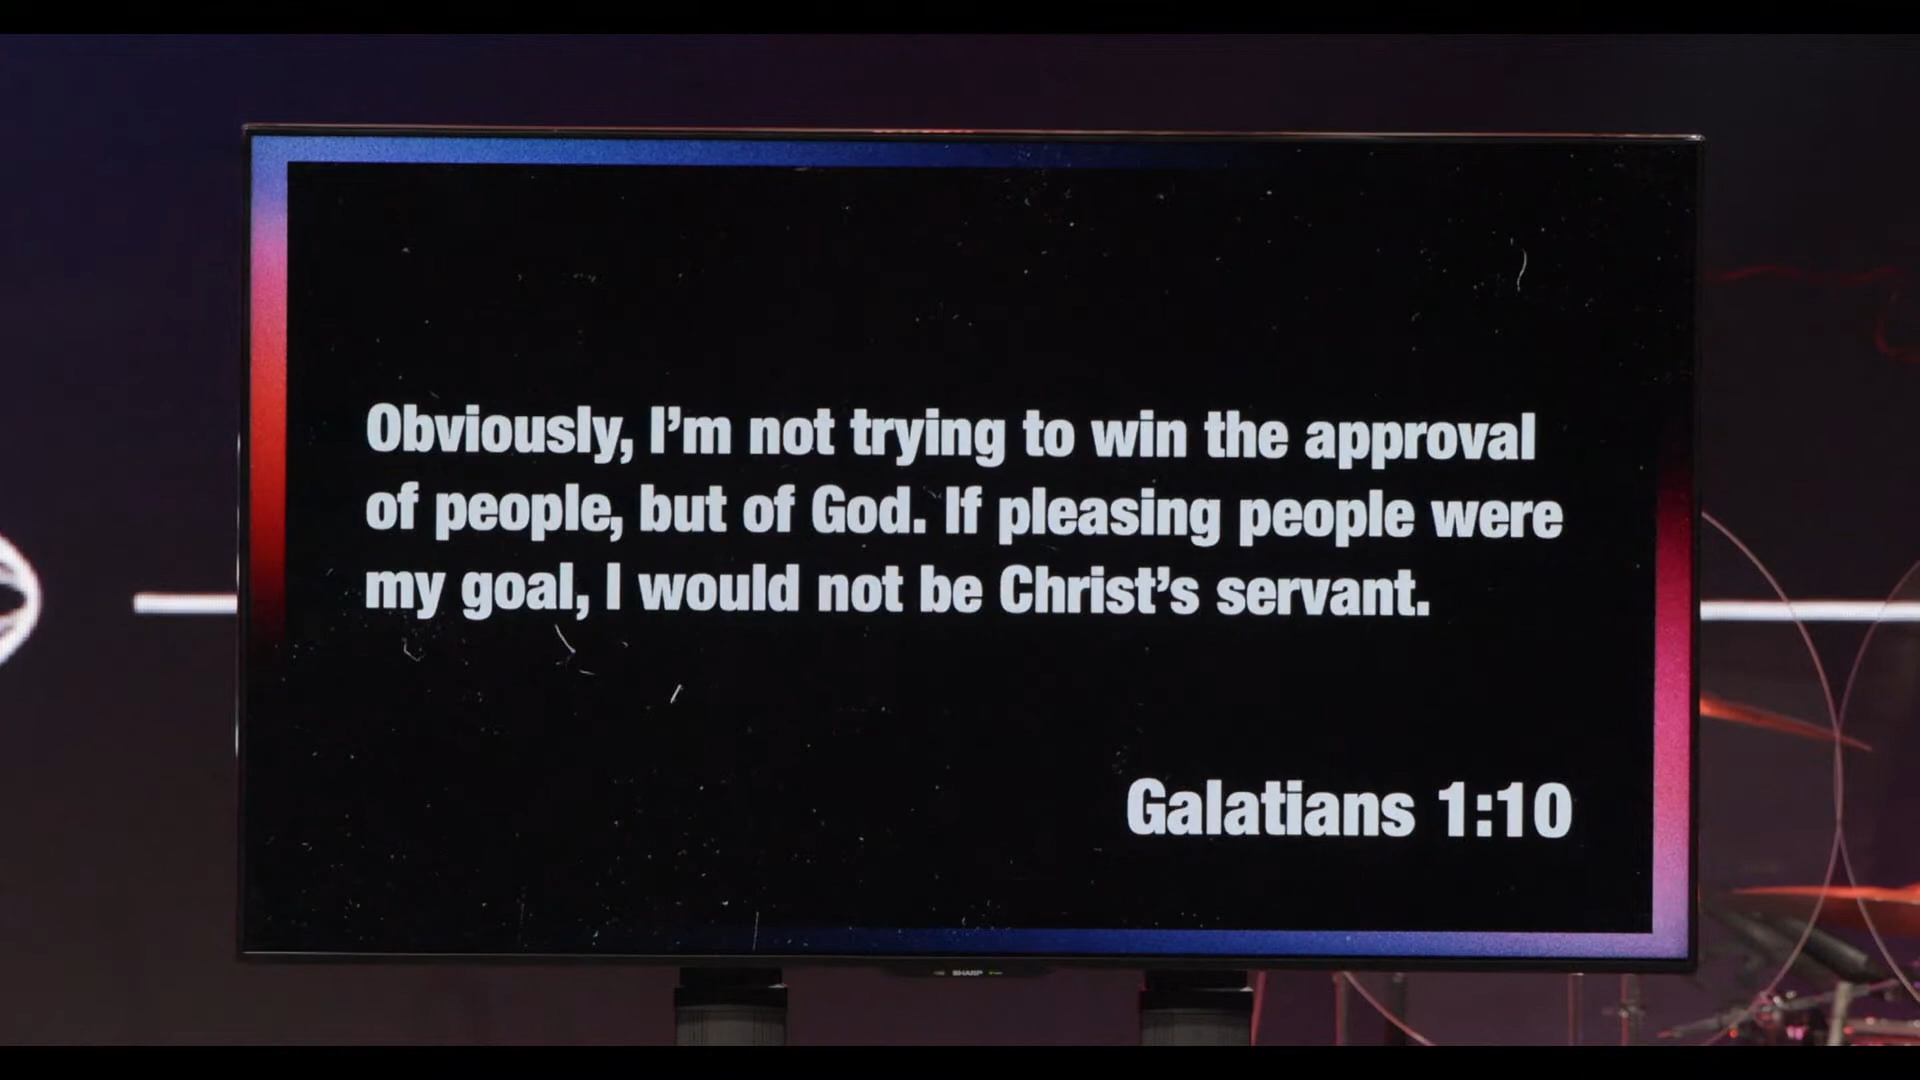 Obviously, I'm not trying to win the approval
of people, but of God. If pleasing people were
my goal, I would not be Christ's servant.
Galatians 1:10
SHARP